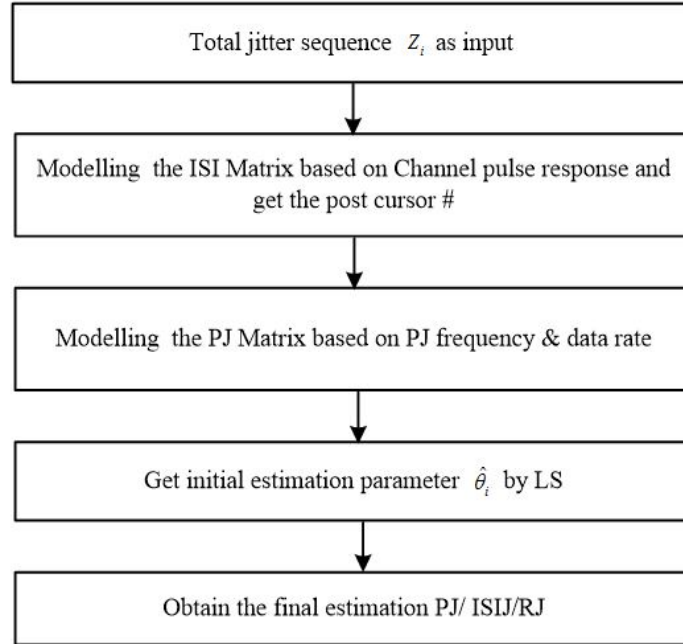 Total jitter sequence Z_i as input
Modelling the ISI Matrix based on Channel pulse response and
get the post cursor #
Modelling the PJ Matrix based on PJ frequency & data rate
Get initial estimation parameter θ̂_i by LS
Obtain the final estimation PJ/ ISIJ/RJ